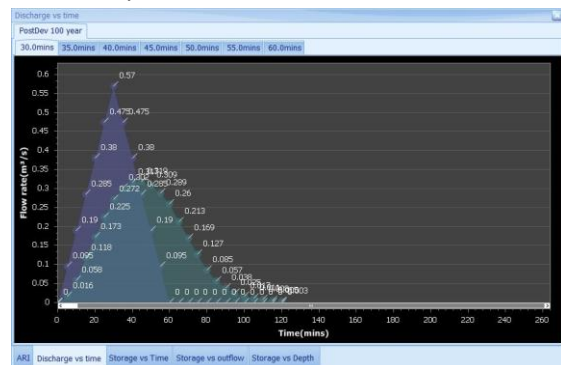 Discharge vs time
PostDev 100 year
30.0mins 35.0mins 40.0mins 45.0mins 50.0mins 55.0mins 60.0mins
Flow rate(m³/s)
0.6
0.55
0.5
0.45
0.4
0.35
0.3
0.25
0.2
0.15
0.1
0.05
0
0.57
0.475 0.475
0.38 0.38
0.309
0.285 0.285 0.289
0.272 0.26
0.225 0.213
0.19 0.19
0.173 0.169
0.118 0.127
0.095 0.095 0.085
0.058 0.057
0.038
0.016
0 0 0 0 0 0 0 0 0
0 20 40 60 80 100 120 140 160 180 200 220 240 260
Time(mins)
ARI Discharge vs time Storage vs Time Storage vs outflow Storage vs Depth